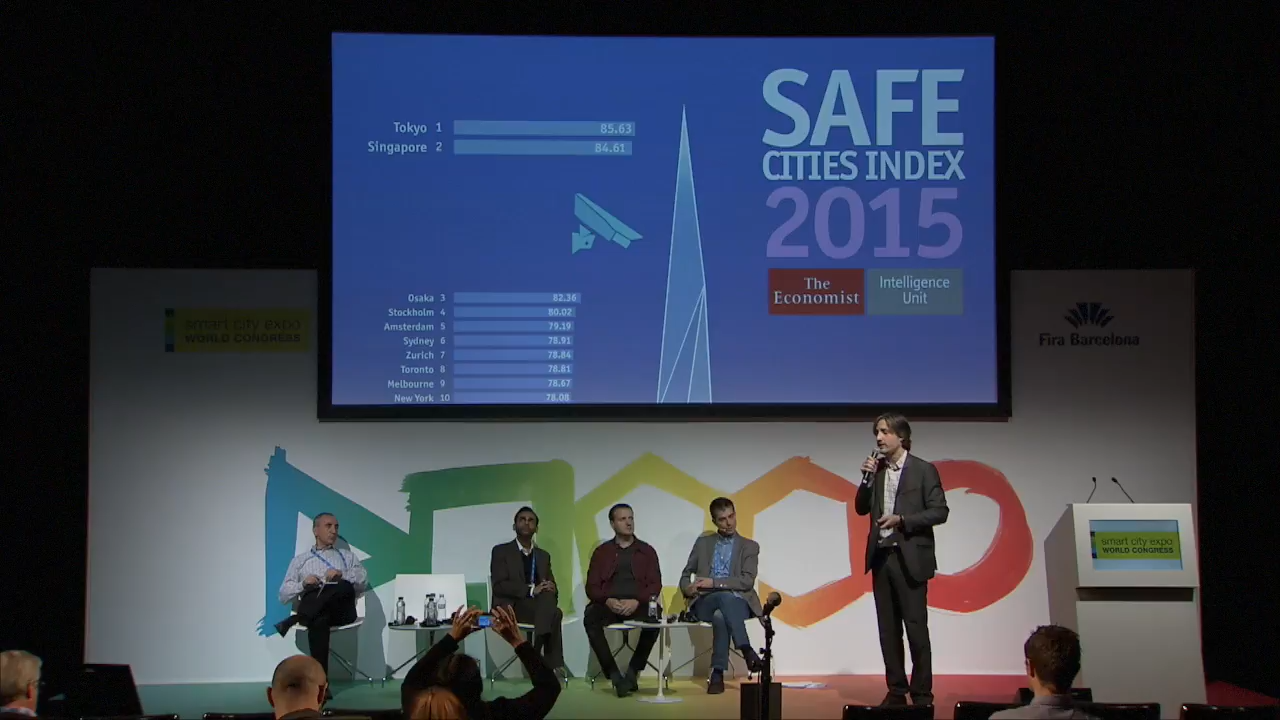 SAFE
CITIES INDEX
2015
The Economist
Intelligence Unit
Tokyo 1 85.63
Singapore 2 84.61
Osaka 3 82.36
Stockholm 4 80.02
Amsterdam 5 79.19
Sydney 6 78.91
Zurich 7 78.84
Toronto 8 78.81
Melbourne 9 78.67
New York 10 78.08
smart city expo
WORLD CONGRESS
Fira Barcelona
smart city expo
WORLD CONGRESS